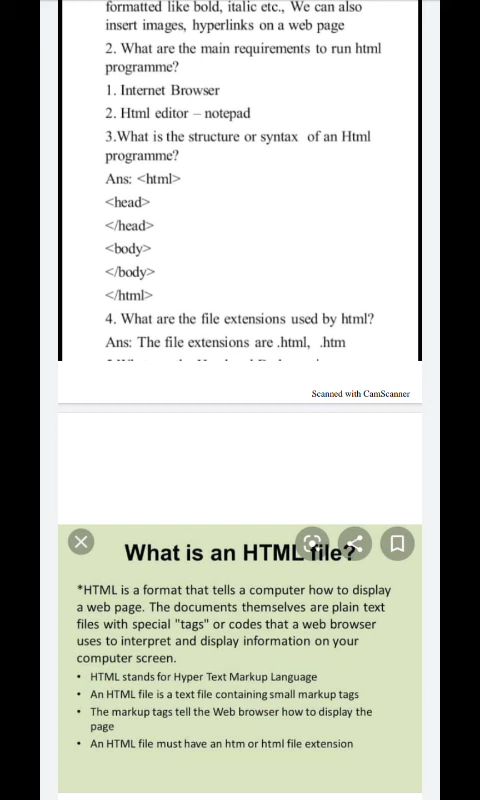 formatted like bold, italic etc., We can also
insert images, hyperlinks on a web page
2. What are the main requirements to run html
programme?
1. Internet Browser
2. Html editor – notepad
3.What is the structure or syntax of an Html
programme?
Ans: <html>
<head>
</head>
<body>
</body>
</html>
4. What are the file extensions used by html?
Ans: The file extensions are .html, .htm
Scanned with CamScanner
What is an HTML file?
*HTML is a format that tells a computer how to display
a web page. The documents themselves are plain text
files with special "tags" or codes that a web browser
uses to interpret and display information on your
computer screen.
• HTML stands for Hyper Text Markup Language
• An HTML file is a text file containing small markup tags
• The markup tags tell the Web browser how to display the
page
• An HTML file must have an htm or html file extension